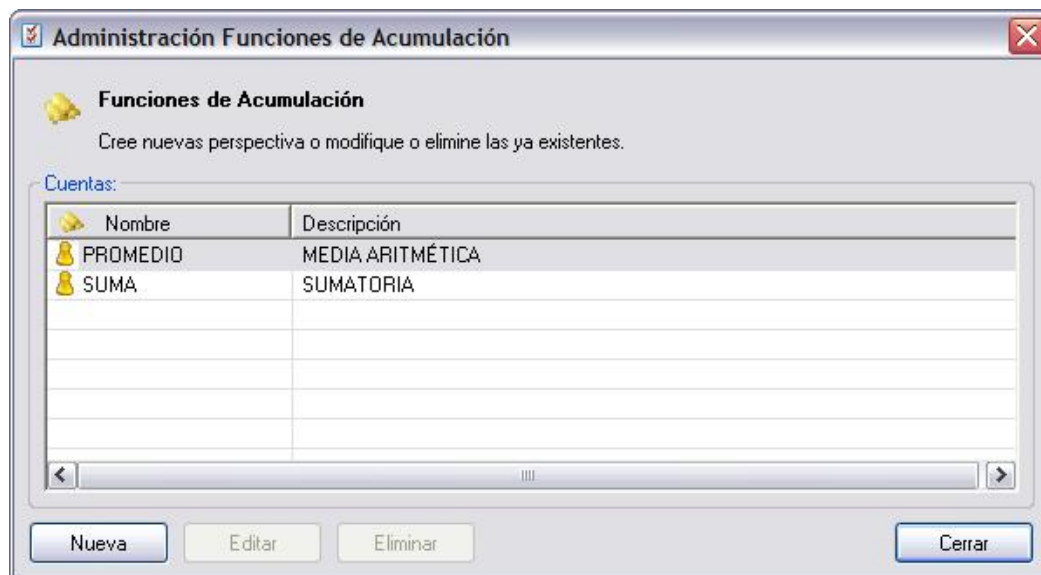 Administración Funciones de Acumulación
Funciones de Acumulación
Cree nuevas perspectiva o modifique o elimine las ya existentes.
Cuentas:
Nombre Descripción
PROMEDIO MEDIA ARITMÉTICA
SUMA SUMATORIA
Nueva Editar Eliminar Cerrar